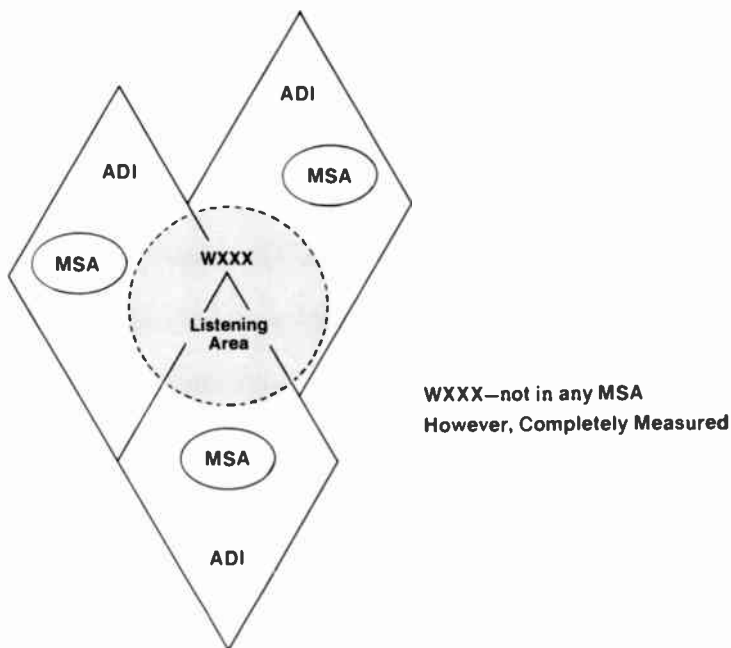 ADI
ADI
MSA
MSA
WXXX
Listening
Area
WXXX—not in any MSA
However, Completely Measured
MSA
ADI